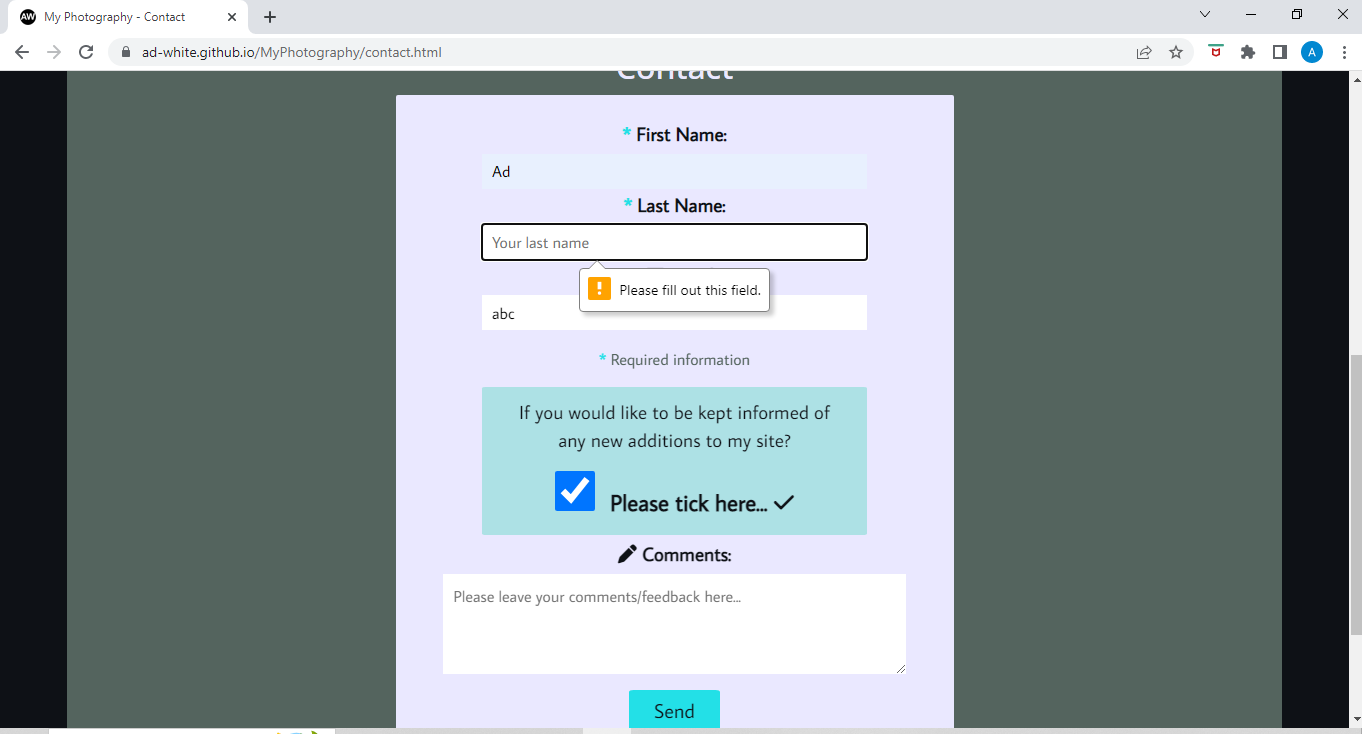 AW My Photography - Contact
ad-white.github.io/MyPhotography/contact.html
A
Contact
* First Name:
Ad
* Last Name:
Your last name
! Please fill out this field.
abc
* Required information
If you would like to be kept informed of
any new additions to my site?
Please tick here...
Comments:
Please leave your comments/feedback here...
Send